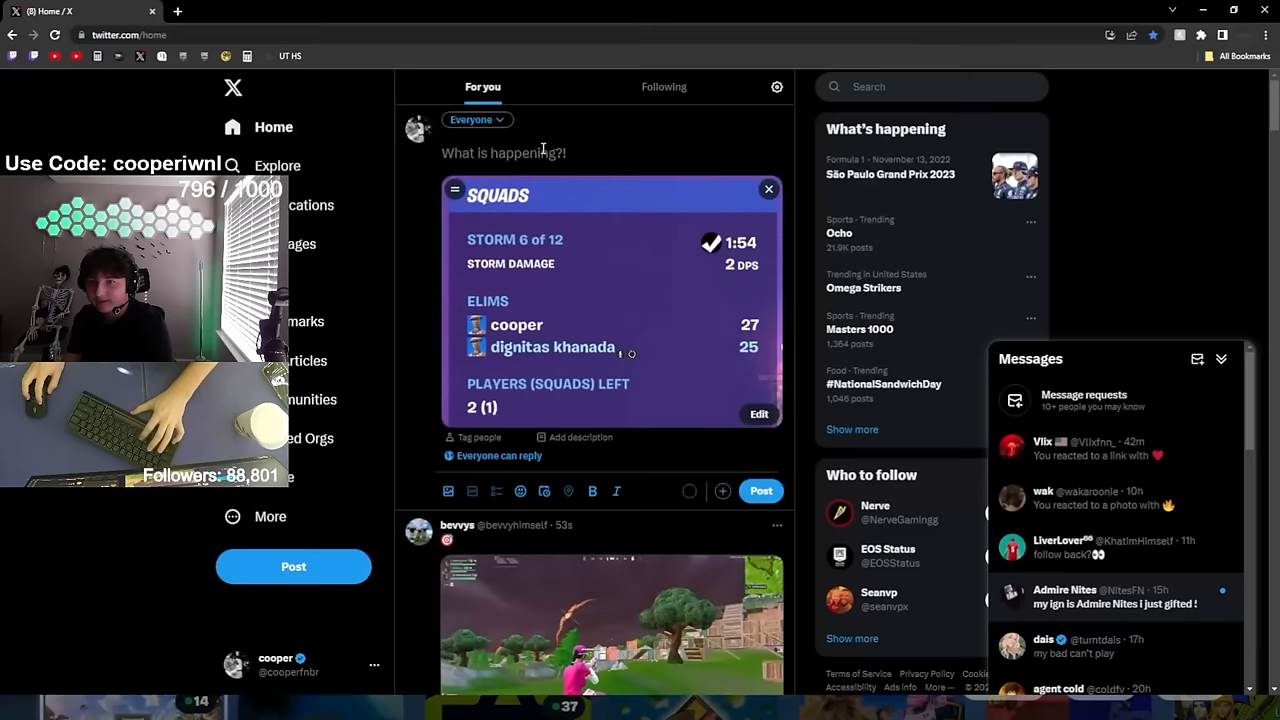 (8) Home / X
twitter.com/home
UT HS
All Bookmarks
Home
Use Code: cooperiwnl
Explore
796 / 1000
cations
ages
marks
rticles
munities
ed Orgs
Followers: 88,801
More
Post
cooper
@cooperfnbr
For you
Following
Everyone
What is happening?!
SQUADS
STORM 6 of 12
1:54
STORM DAMAGE
2 DPS
ELIMS
cooper
27
dignitas khanada
25
PLAYERS (SQUADS) LEFT
2 (1)
Edit
Tag people
Add description
Everyone can reply
B
I
Post
bevvys @bevvyhimself · 53s
Search
What's happening
Formula 1 · November 13, 2022
São Paulo Grand Prix 2023
Sports · Trending
Ocho
21.9K posts
Trending in United States
Omega Strikers
Sports · Trending
Masters 1000
1,364 posts
Food · Trending
#NationalSandwichDay
1,046 posts
Show more
Who to follow
Nerve
@NerveGamingg
EOS Status
@EOSStatus
Seanvp
@seanvpx
Show more
Terms of Service
Privacy Policy
Cookie
Accessibility
Ads info
More
© 202
Messages
Message requests
10+ people you may know
Vlix 🇺🇸 @Vlixfnn_ · 42m
You reacted to a link with ❤️
wak @wakaroonie · 10h
You reacted to a photo with 🔥
LiverLover @KhatImHimself · 11h
follow back?👀
Admire Nites @NitesFN · 15h
my ign is Admire Nites i just gifted 5
dais @turntdais · 17h
my bad can't play
agent cold @coldfv · 20h
14
37